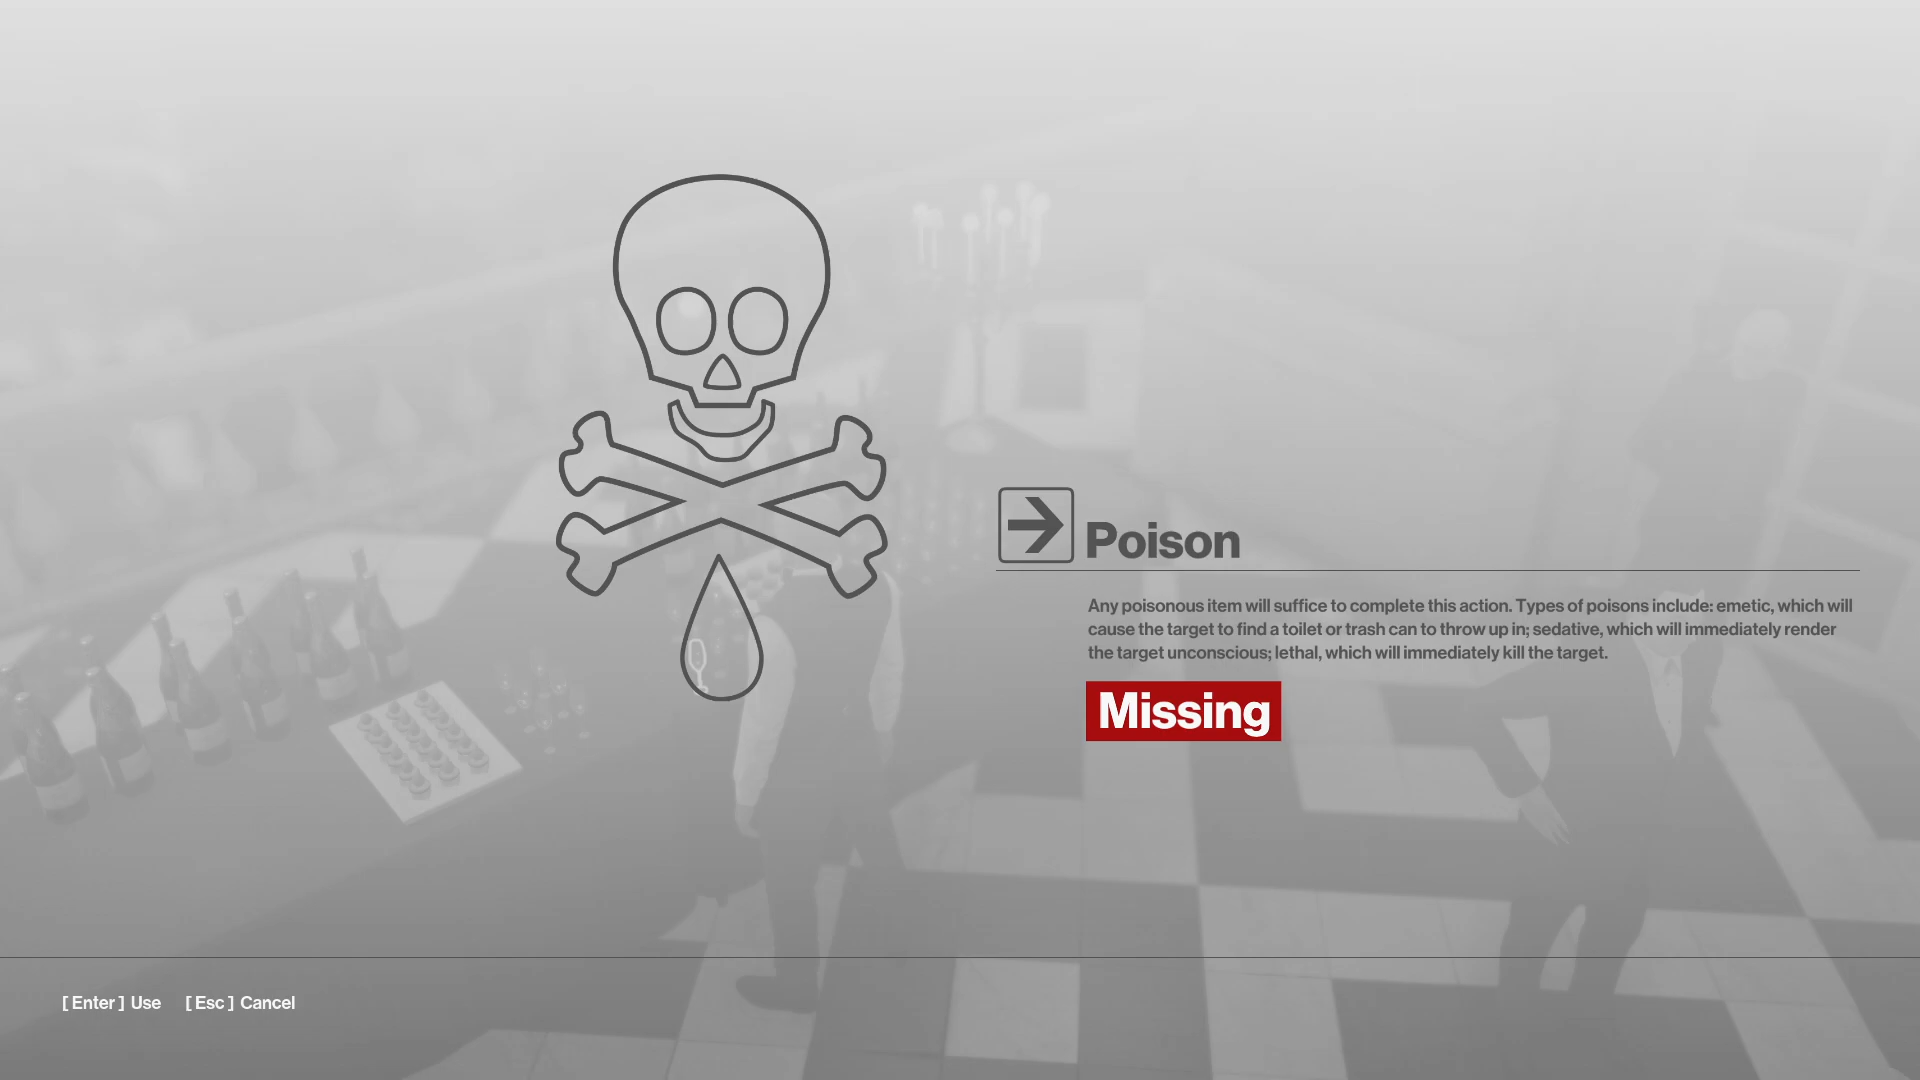 Poison
Any poisonous item will suffice to complete this action. Types of poisons include: emetic, which will
cause the target to find a toilet or trash can to throw up in; sedative, which will immediately render
the target unconscious; lethal, which will immediately kill the target.
Missing
[ Enter ] Use [ Esc ] Cancel